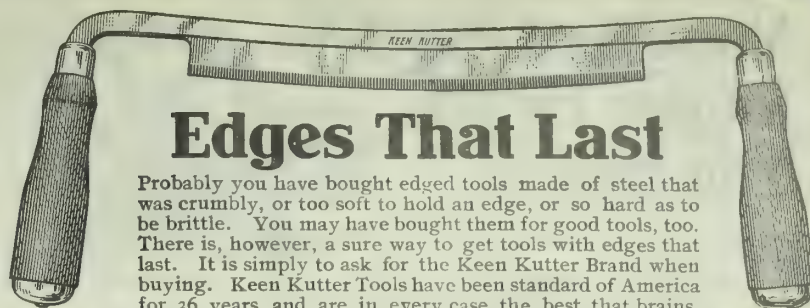 KEEN KUTTER
Edges That Last
Probably you have bought edged tools made of steel that
was crumbly, or too soft to hold an edge, or so hard as to
be brittle. You may have bought them for good tools, too.
There is, however, a sure way to get tools with edges that
last. It is simply to ask for the Keen Kutter Brand when
buying. Keen Kutter Tools have been standard of America
for 36 years and are in every case the best that brains,